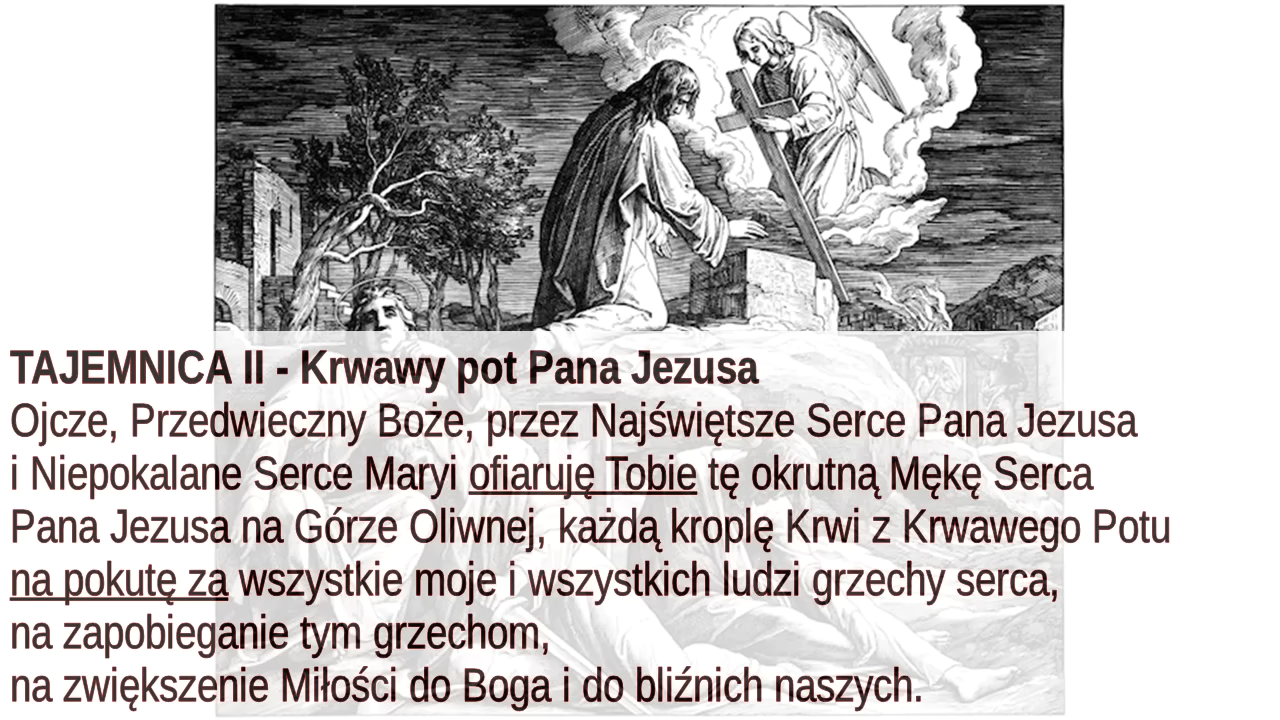 TAJEMNICA II - Krwawy pot Pana Jezusa
Ojcze, Przedwieczny Boże, przez Najświętsze Serce Pana Jezusa
i Niepokalane Serce Maryi ofiaruję Tobie tę okrutną Mękę Serca
Pana Jezusa na Górze Oliwnej, każdą kroplę Krwi z Krwawego Potu
na pokutę za wszystkie moje i wszystkich ludzi grzechy serca,
na zapobieganie tym grzechom,
na zwiększenie Miłości do Boga i do bliźnich naszych.